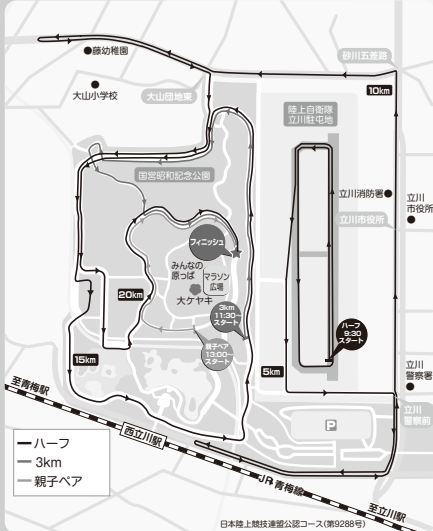 藤幼稚園
大山小学校
大山団地東
砂川五差路
10km
陸上自衛隊
立川駐屯地
国営昭和記念公園
立川消防署
立川
市役所
立川市役所
フィニッシュ
みんなの
原っぱ
マラソン
広場
大ケヤキ
20km
3km
11:30~
スタート
ハーフ
9:30
スタート
親子ペア
13:00~
スタート
15km
5km
立川
警察署
立川
警察前
P
至青梅駅
西立川駅
JR青梅線
至立川駅
ハーフ
3km
親子ペア
日本陸上競技連盟公認コース(第9288号)